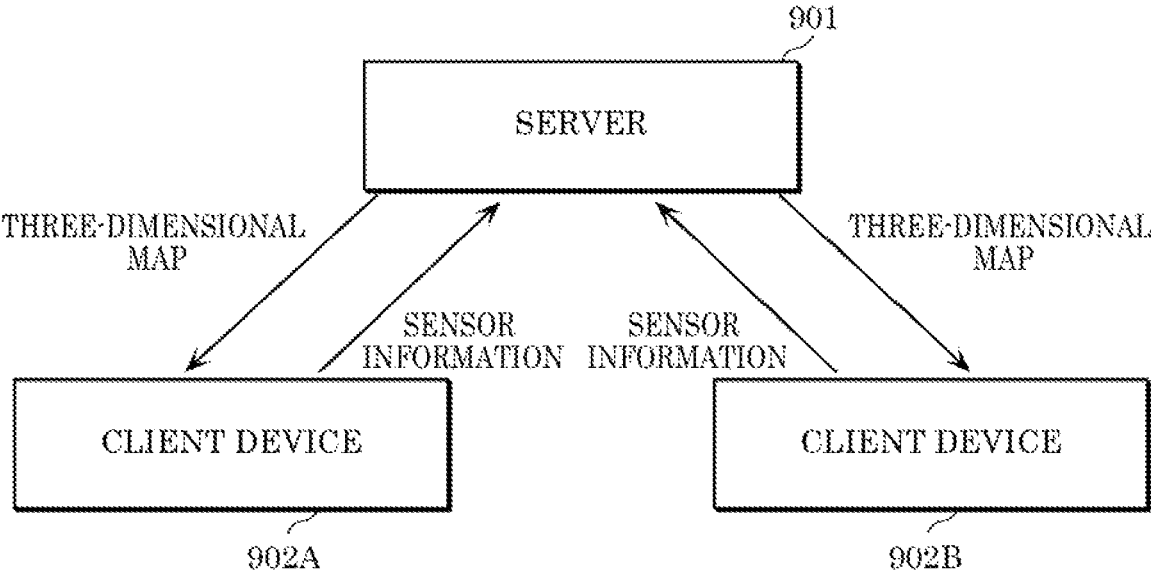 901
SERVER
THREE-DIMENSIONAL
MAP
THREE-DIMENSIONAL
MAP
SENSOR
INFORMATION
SENSOR
INFORMATION
CLIENT DEVICE
CLIENT DEVICE
902A
902B